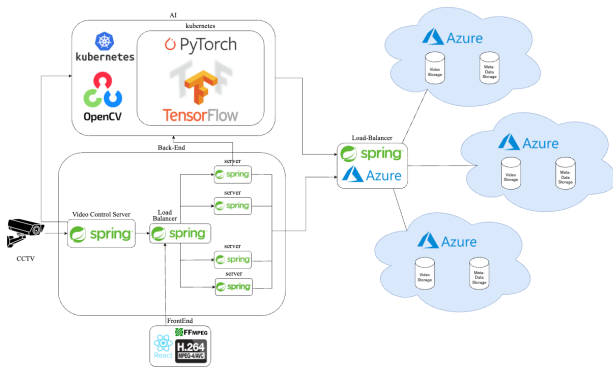 AI
kubernetes
kubernetes
PyTorch
OpenCV
TensorFlow
Back-End
server
spring
server
spring
Video Control Server
spring
Load
Balancer
spring
server
spring
server
spring
CCTV
FrontEnd
React
FFMPEG
H.264
MPEG-4/AVC
Load-Balancer
spring
Azure
Azure
Video
Storage
Meta-
Data
Storage
Azure
Video
Storage
Meta-
Data
Storage
Azure
Video
Storage
Meta-
Data
Storage